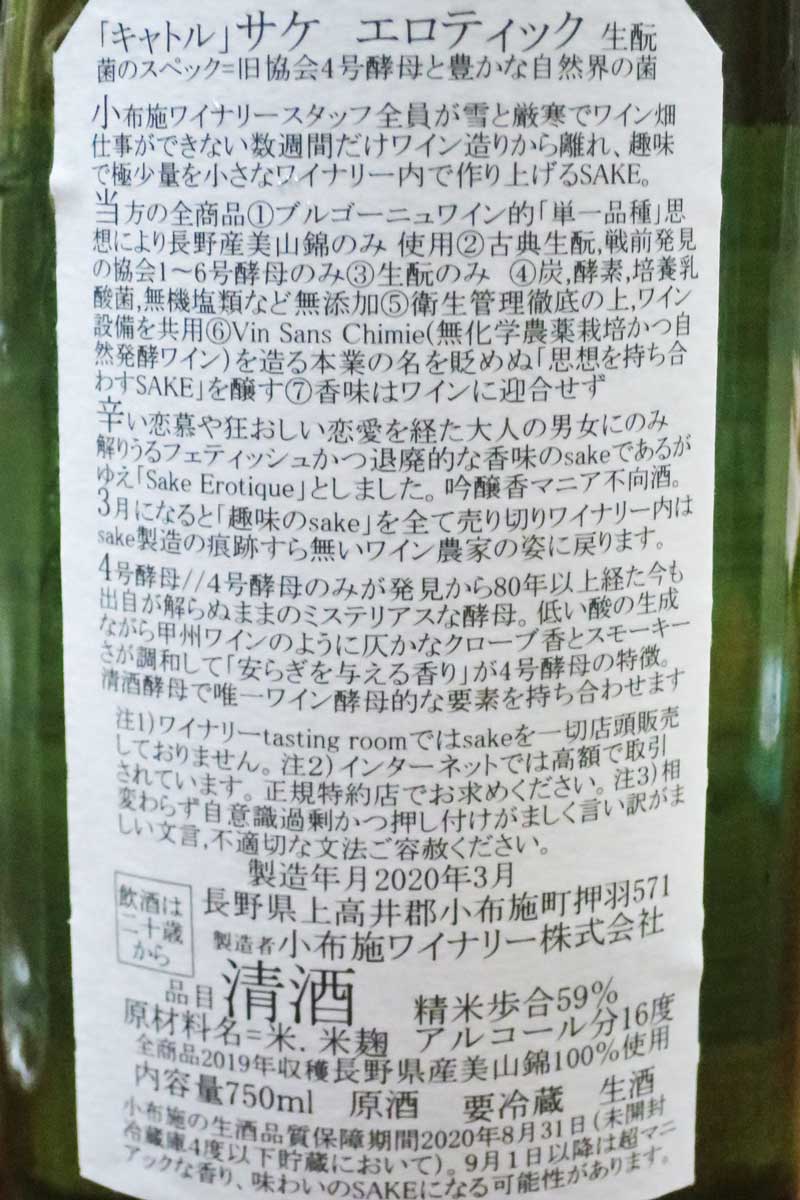 「キャトル」サケ　エロティック 生酛
菌のスペック=旧協会4号酵母と豊かな自然界の菌
小布施ワイナリースタッフ全員が雪と厳寒でワイン畑
仕事ができない数週間だけワイン造りから離れ、趣味
で極少量を小さなワイナリー内で作り上げるSAKE。
当方の全商品①ブルゴーニュワイン的「単一品種」思
想により長野産美山錦のみ 使用②古典生酛,戦前発見
の協会1〜6号酵母のみ③生酛のみ ④炭,酵素,培養乳
酸菌,無機塩類など無添加⑤衛生管理徹底の上,ワイン
設備を共用⑥Vin Sans Chimie(無化学農薬栽培かつ自
然発酵ワイン)を造る本業の名を貶めぬ「思想を持ち合
わすSAKE」を醸す⑦香味はワインに迎合せず
辛い恋慕や狂おしい恋愛を経た大人の男女にのみ
解りうるフェティッシュかつ退廃的な香味のsakeであるが
ゆえ「Sake Erotique」としました。吟醸香マニア不向酒。
3月になると「趣味のsake」を全て売り切りワイナリー内は
sake製造の痕跡すら無いワイン農家の姿に戻ります。
4号酵母//4号酵母のみが発見から80年以上経た今も
出自が解らぬままのミステリアスな酵母。低い酸の生成
ながら甲州ワインのように仄かなクローブ香とスモーキー
さが調和して「安らぎを与える香り」が4号酵母の特徴。
清酒酵母で唯一ワイン酵母的な要素を持ち合わせます
注1)ワイナリーtasting roomではsakeを一切店頭販売
しておりません。注2)インターネットでは高額で取引
されています。正規特約店でお求めください。注3)相
変わらず自意識過剰かつ押し付けがましく言い訳がま
しい文言,不適切な文法ご容赦ください。
製造年月2020年3月
飲酒は
二十歳
から
長野県上高井郡小布施町押羽571
製造者 小布施ワイナリー株式会社
品目 清酒　精米歩合59%
原材料名=米.米麹　アルコール分16度
全商品2019年収穫長野県産美山錦100%使用
内容量750ml　原酒　要冷蔵　生酒
小布施の生酒品質保障期間2020年8月31日(未開封
冷蔵庫4度以下貯蔵において)。9月1日以降は超マニ
アックな香り、味わいのSAKEになる可能性があります。